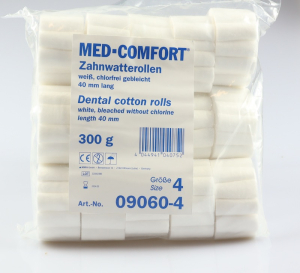 MED-COMFORT®
Zahnwatterollen
weiß, chlorfrei gebleicht
40 mm lang
Dental cotton rolls
white, bleached without chlorine
length 40 mm
300 g
Größe
Size
4
Art.-No. 09060-4